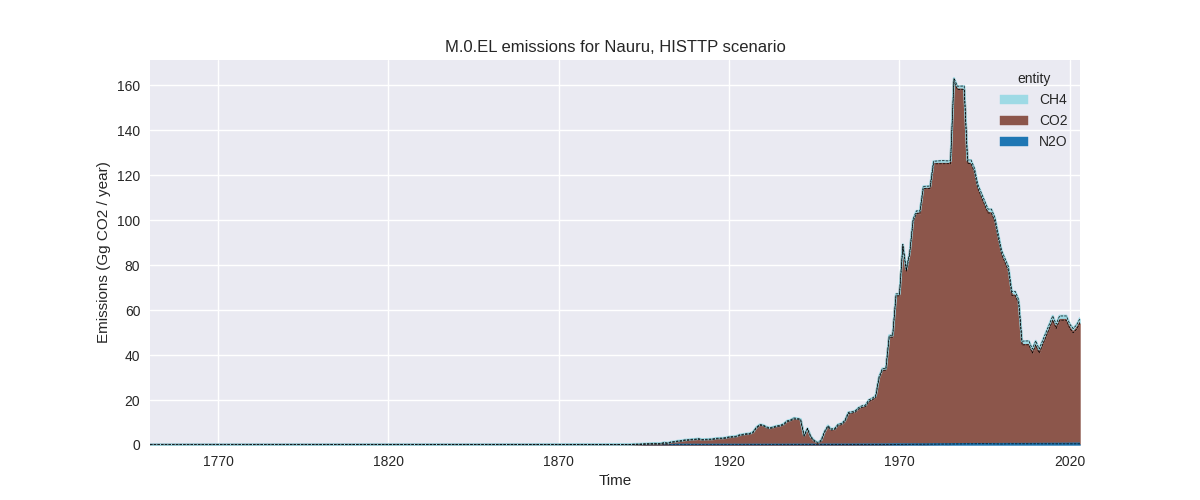 M.0.EL emissions for Nauru, HISTTP scenario
Emissions (Gg CO2 / year)
160
140
120
100
80
60
40
20
0
entity
CH4
CO2
N2O
1770
1820
1870
1920
1970
2020
Time